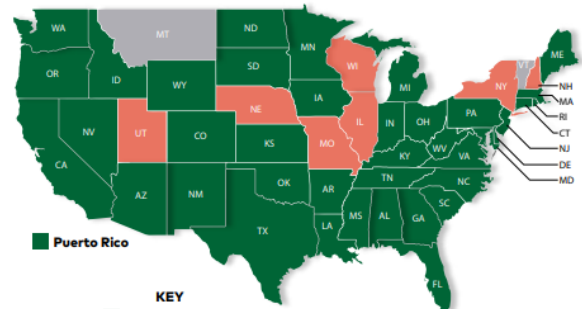 WA
MT
ND
MN
VT
ME
OR
ID
SD
WI
MI
NY
NH
MA
RI
CT
NJ
DE
MD
WY
IA
NE
PA
NV
UT
CO
IL
IN
OH
WV
VA
CA
KS
MO
KY
AZ
NM
OK
AR
TN
NC
SC
TX
LA
MS
AL
GA
FL
Puerto Rico
KEY